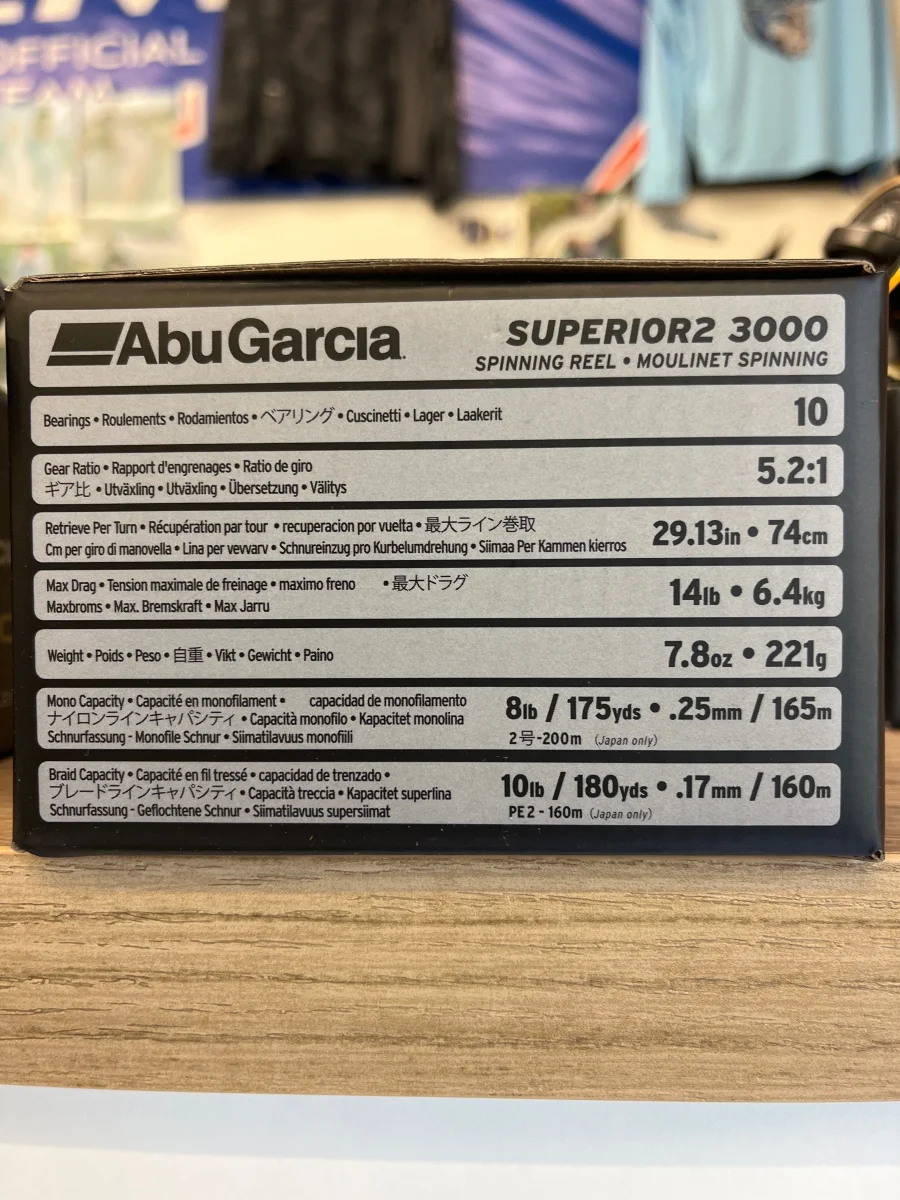 OFFICIAL
TEAM
AbuGarcia.
SUPERIOR2 3000
SPINNING REEL • MOULINET SPINNING
Bearings • Roulements • Rodamientos • ベアリング • Cuscinetti • Lager • Laakerit
10
Gear Ratio • Rapport d'engrenages • Ratio de giro
ギア比 • Utväxling • Utväxling • Übersetzung • Välitys
5.2:1
Retrieve Per Turn • Récupération par tour • recuperacion por vuelta • 最大ライン巻取
Cm per giro di manovella • Lina per vevvarv • Schnureinzug pro Kurbelumdrehung • Siimaa Per Kammen kierros
29.13in • 74cm
Max Drag • Tension maximale de freinage • maximo freno • 最大ドラグ
Maxbroms • Max. Bremskraft • Max Jarru
14lb • 6.4kg
Weight • Poids • Peso • 自重 • Vikt • Gewicht • Paino
7.8oz • 221g
Mono Capacity • Capacité en monofilament • capacidad de monofilamento
ナイロンラインキャパシティ • Capacità monofilo • Kapacitet monolina
Schnurfassung - Monofile Schnur • Siimatilavuus monofiili
8lb / 175yds • .25mm / 165m
2号-200m (Japan only)
Braid Capacity • Capacité en fil tressé • capacidad de trenzado •
ブレードラインキャパシティ • Capacità treccia • Kapacitet superlina
Schnurfassung - Geflochtene Schnur • Siimatilavuus supersiimat
10lb / 180yds • .17mm / 160m
PE2 - 160m (Japan only)